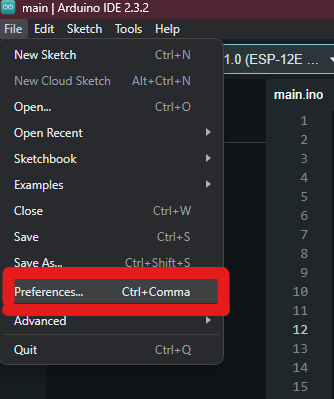 main | Arduino IDE 2.3.2
File Edit Sketch Tools Help
New Sketch Ctrl+N
New Cloud Sketch Alt+Ctrl+N
Open... Ctrl+O
Open Recent
Sketchbook
Examples
Close Ctrl+W
Save Ctrl+S
Save As... Ctrl+Shift+S
Preferences... Ctrl+Comma
Advanced
Quit Ctrl+Q
1.0 (ESP-12E ...
main.ino
1
2
3
4
5
6
7
8
9
10
11
12
13
14
15